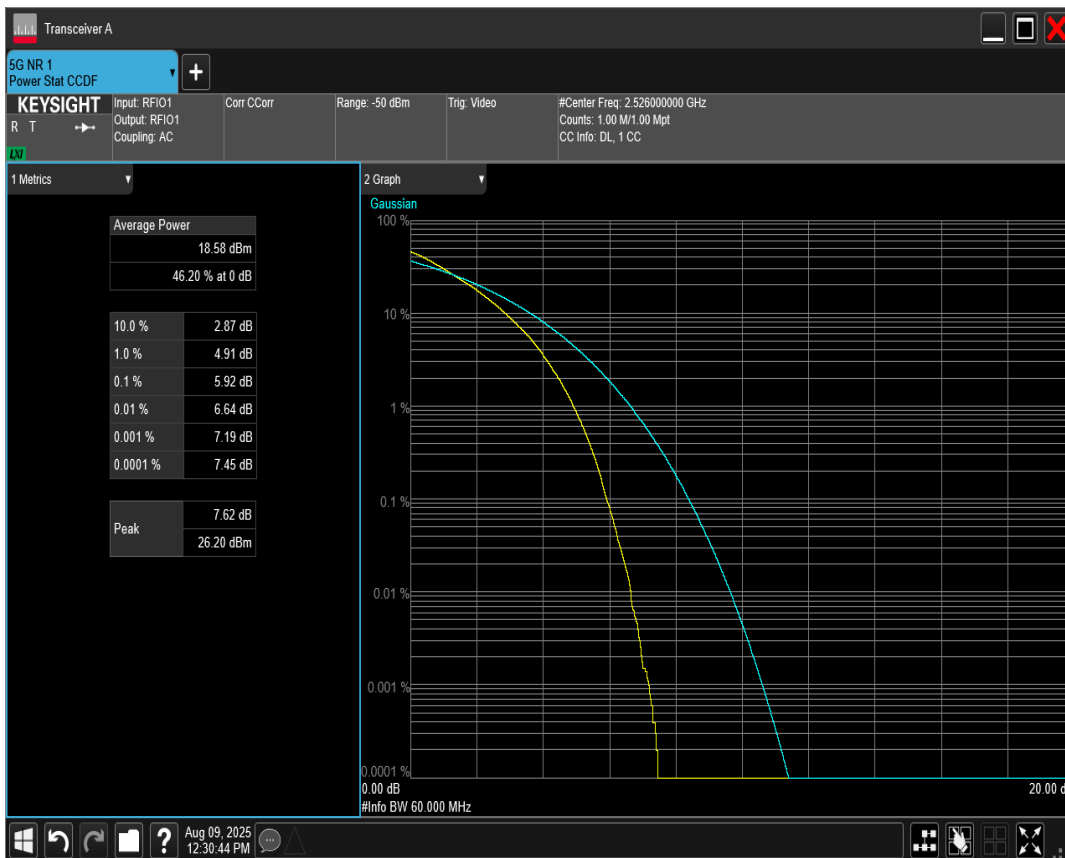 Transceiver A
5G NR 1
Power Stat CCDF
KEYSIGHT
R T
LXI
Input: RFIO1
Output: RFIO1
Coupling: AC
Corr CCorr
Range: -50 dBm
Trig: Video
#Center Freq: 2.526000000 GHz
Counts: 1.00 M/1.00 Mpt
CC Info: DL, 1 CC
1 Metrics
Average Power
18.58 dBm
46.20 % at 0 dB
10.0 % 2.87 dB
1.0 % 4.91 dB
0.1 % 5.92 dB
0.01 % 6.64 dB
0.001 % 7.19 dB
0.0001 % 7.45 dB
Peak
7.62 dB
26.20 dBm
2 Graph
Gaussian
100 %
10 %
1 %
0.1 %
0.01 %
0.001 %
0.0001 %
0.00 dB
20.00 d
#Info BW 60.000 MHz
Aug 09, 2025
12:30:44 PM